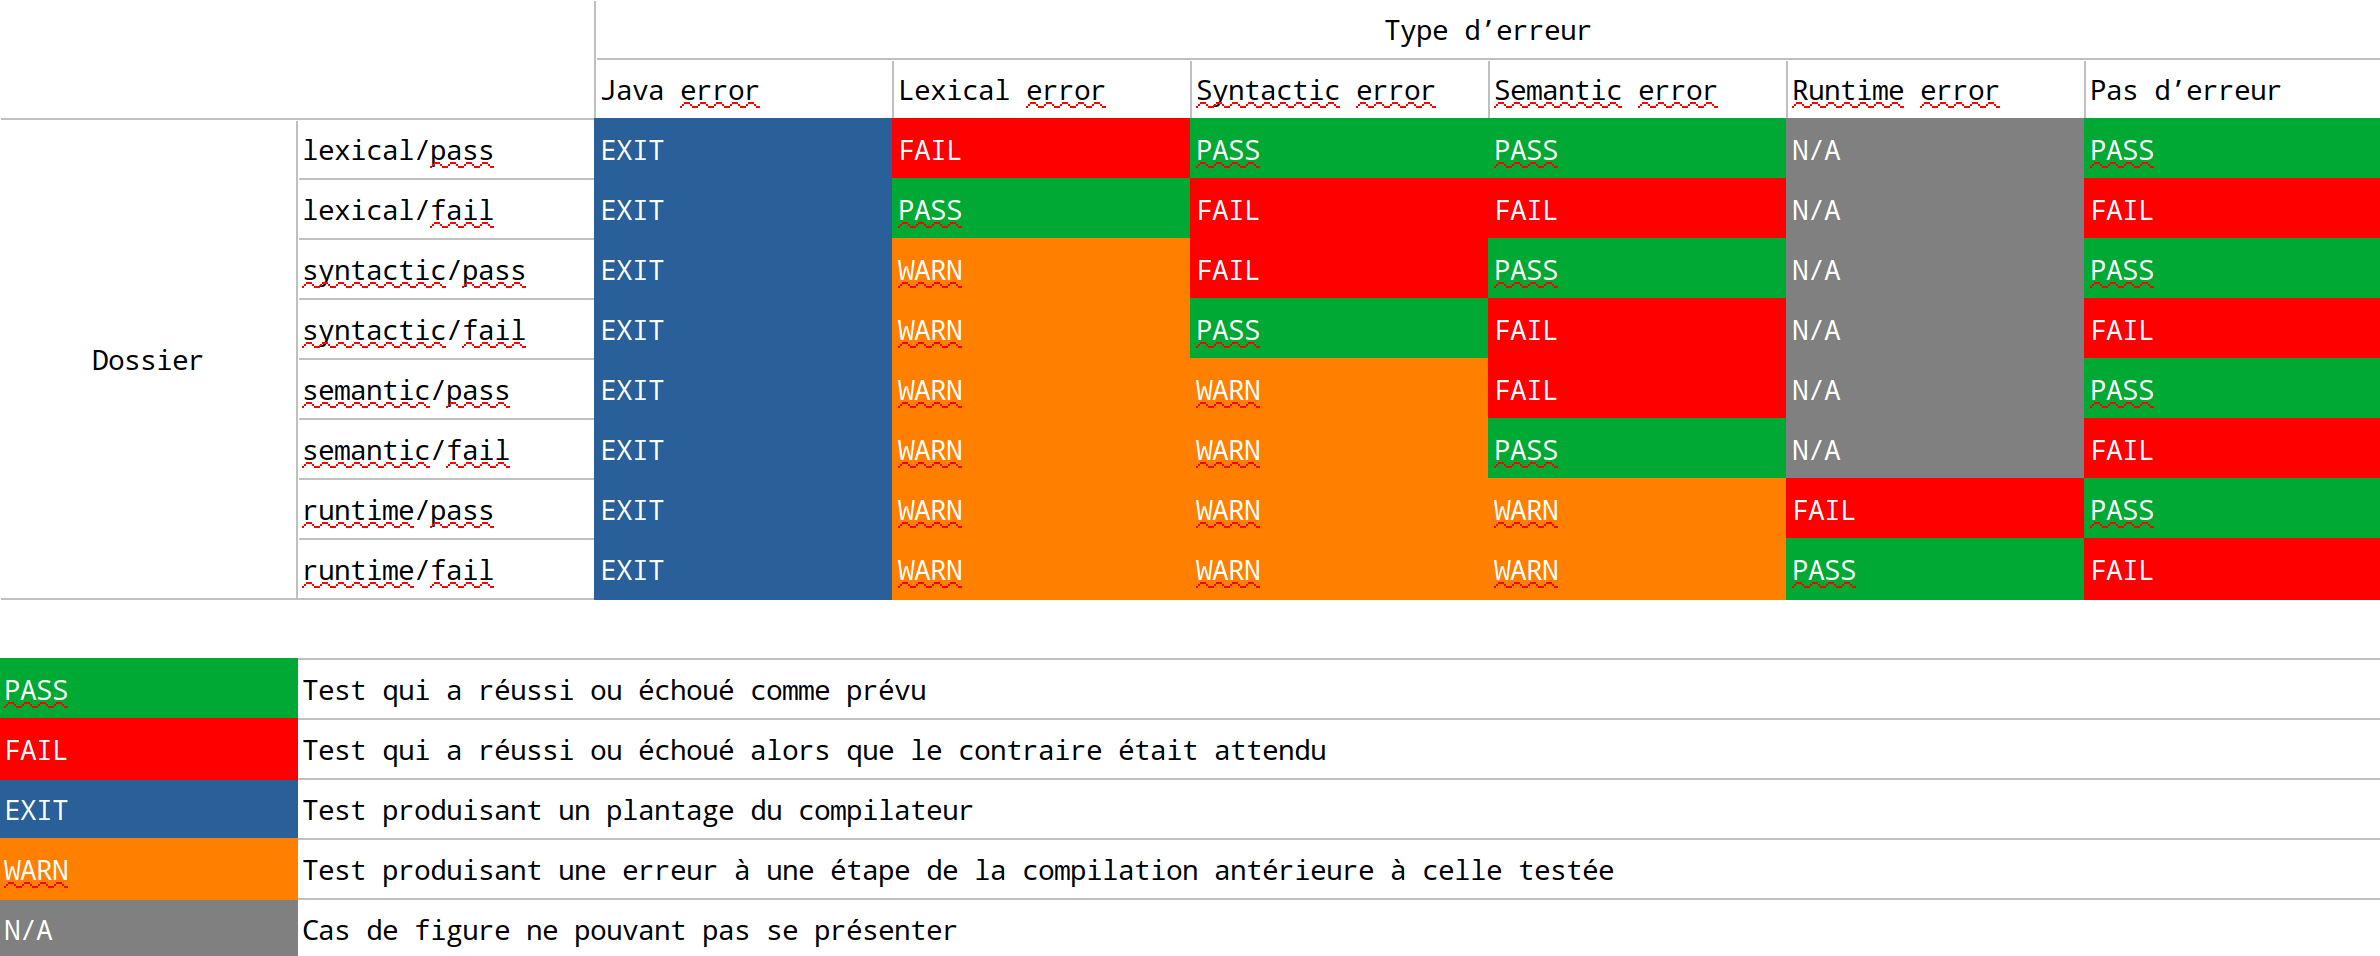 Type d’erreur
Java error Lexical error Syntactic error Semantic error Runtime error Pas d’erreur
Dossier
lexical/pass EXIT FAIL PASS PASS N/A PASS
lexical/fail EXIT PASS FAIL FAIL N/A FAIL
syntactic/pass EXIT WARN FAIL PASS N/A PASS
syntactic/fail EXIT WARN PASS FAIL N/A FAIL
semantic/pass EXIT WARN WARN FAIL N/A PASS
semantic/fail EXIT WARN WARN PASS N/A FAIL
runtime/pass EXIT WARN WARN WARN FAIL PASS
runtime/fail EXIT WARN WARN WARN PASS FAIL
PASS Test qui a réussi ou échoué comme prévu
FAIL Test qui a réussi ou échoué alors que le contraire était attendu
EXIT Test produisant un plantage du compilateur
WARN Test produisant une erreur à une étape de la compilation antérieure à celle testée
N/A Cas de figure ne pouvant pas se présenter